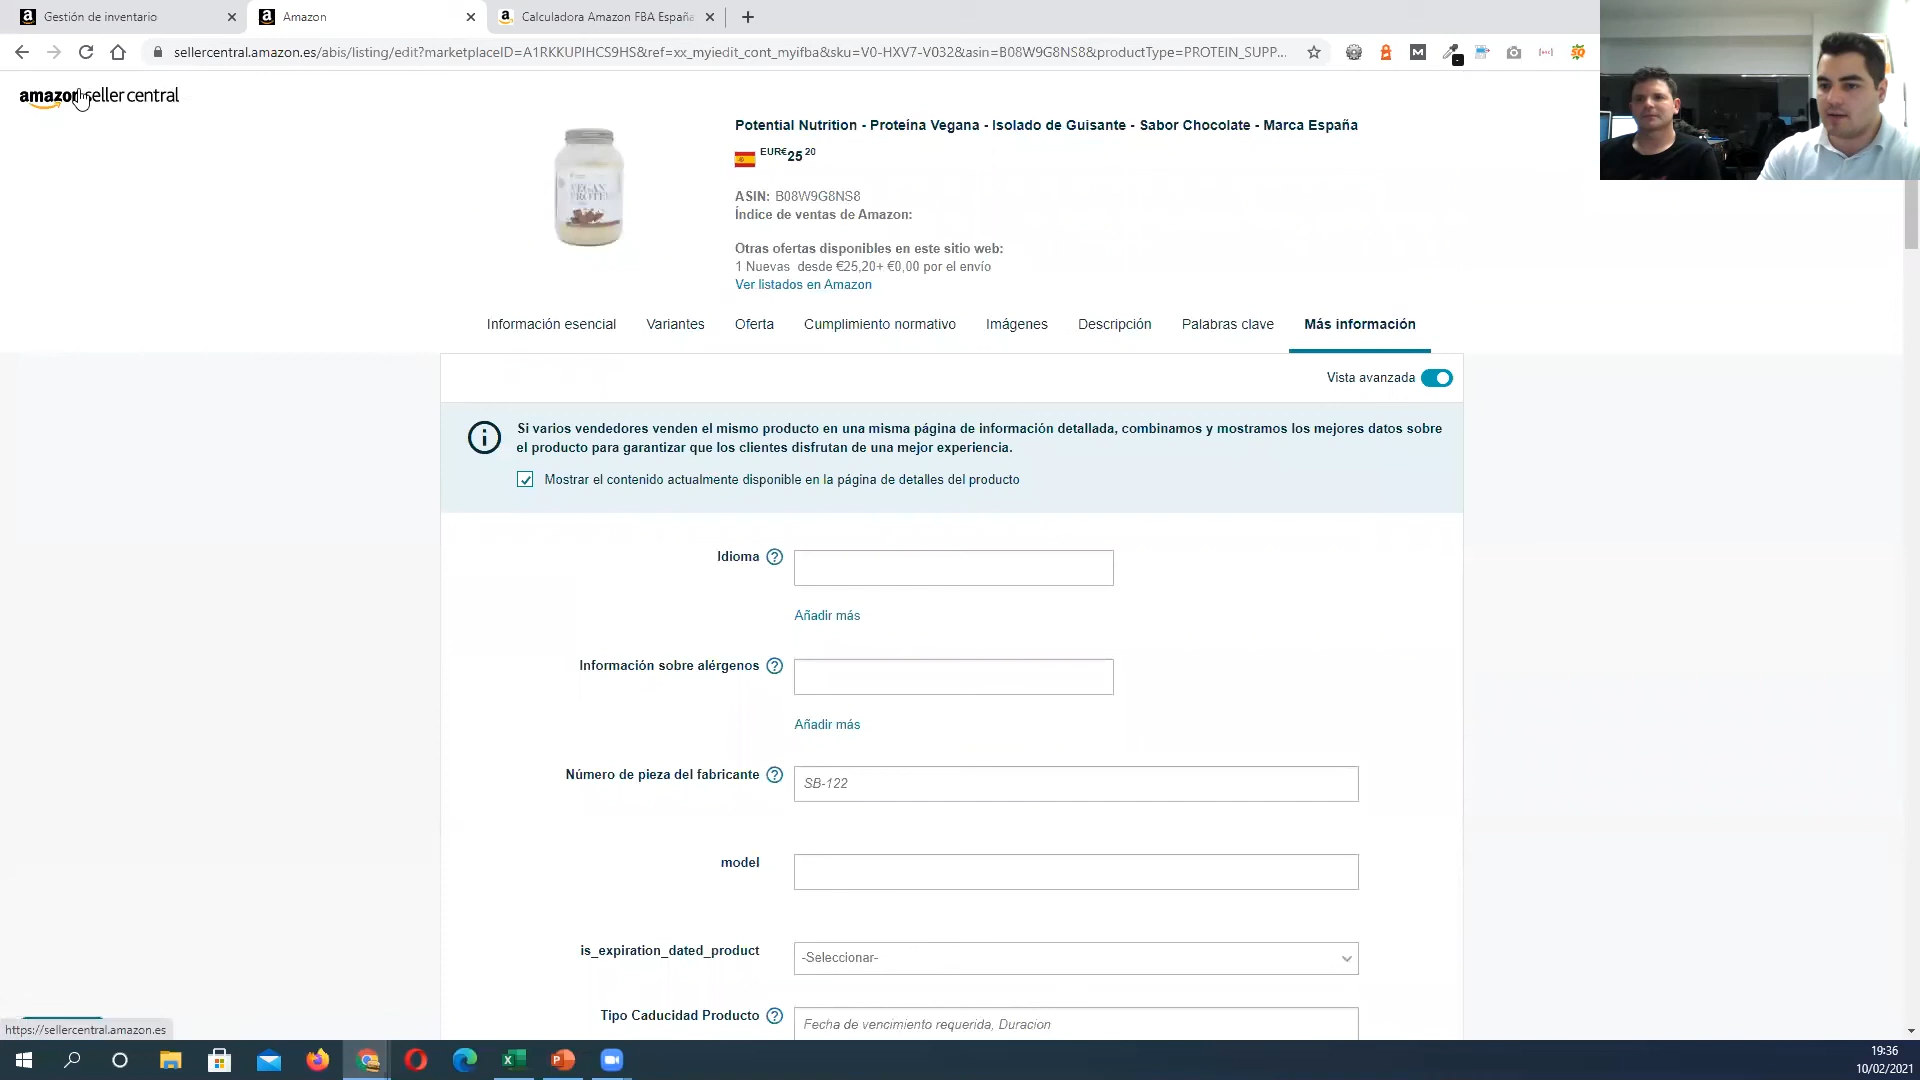 Gestión de inventario
Amazon
Calculadora Amazon FBA España
sellercentral.amazon.es/abis/listing/edit?marketplaceID=A1RKKUPIHCS9HS&ref=xx_myiedit_cont_myifba&sku=V0-HXV7-V032&asin=B08W9G8NS8&productType=PROTEIN_SUPP...
amazon seller central
Potential Nutrition - Proteína Vegana - Isolado de Guisante - Sabor Chocolate - Marca España
EUR€25 20
ASIN: B08W9G8NS8
Índice de ventas de Amazon:
Otras ofertas disponibles en este sitio web:
1 Nuevas desde €25,20+ €0,00 por el envío
Ver listados en Amazon
VEGAN
PROTEIN
Información esencial
Variantes
Oferta
Cumplimiento normativo
Imágenes
Descripción
Palabras clave
Más información
Vista avanzada
Si varios vendedores venden el mismo producto en una misma página de información detallada, combinamos y mostramos los mejores datos sobre
el producto para garantizar que los clientes disfrutan de una mejor experiencia.
Mostrar el contenido actualmente disponible en la página de detalles del producto
Idioma
Añadir más
Información sobre alérgenos
Añadir más
Número de pieza del fabricante
SB-122
model
is_expiration_dated_product
-Seleccionar-
Tipo Caducidad Producto
Fecha de vencimiento requerida, Duracion
https://sellercentral.amazon.es
19:36
10/02/2021